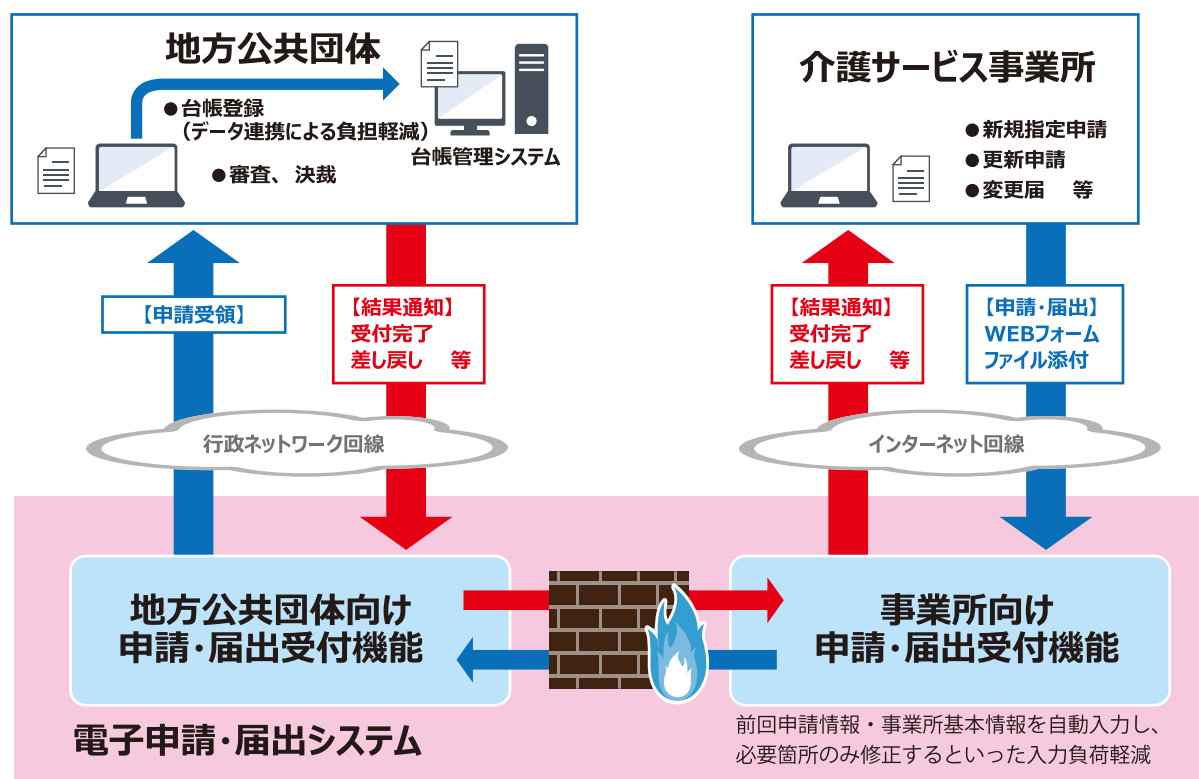 地方公共団体
●台帳登録
（データ連携による負担軽減）
●審査、決裁
台帳管理システム
介護サービス事業所
●新規指定申請
●更新申請
●変更届　等
【申請受領】
【結果通知】
受付完了
差し戻し　等
【結果通知】
受付完了
差し戻し　等
【申請・届出】
WEBフォーム
ファイル添付
行政ネットワーク回線
インターネット回線
地方公共団体向け
申請・届出受付機能
事業所向け
申請・届出受付機能
電子申請・届出システム
前回申請情報・事業所基本情報を自動入力し、
必要箇所のみ修正するといった入力負荷軽減